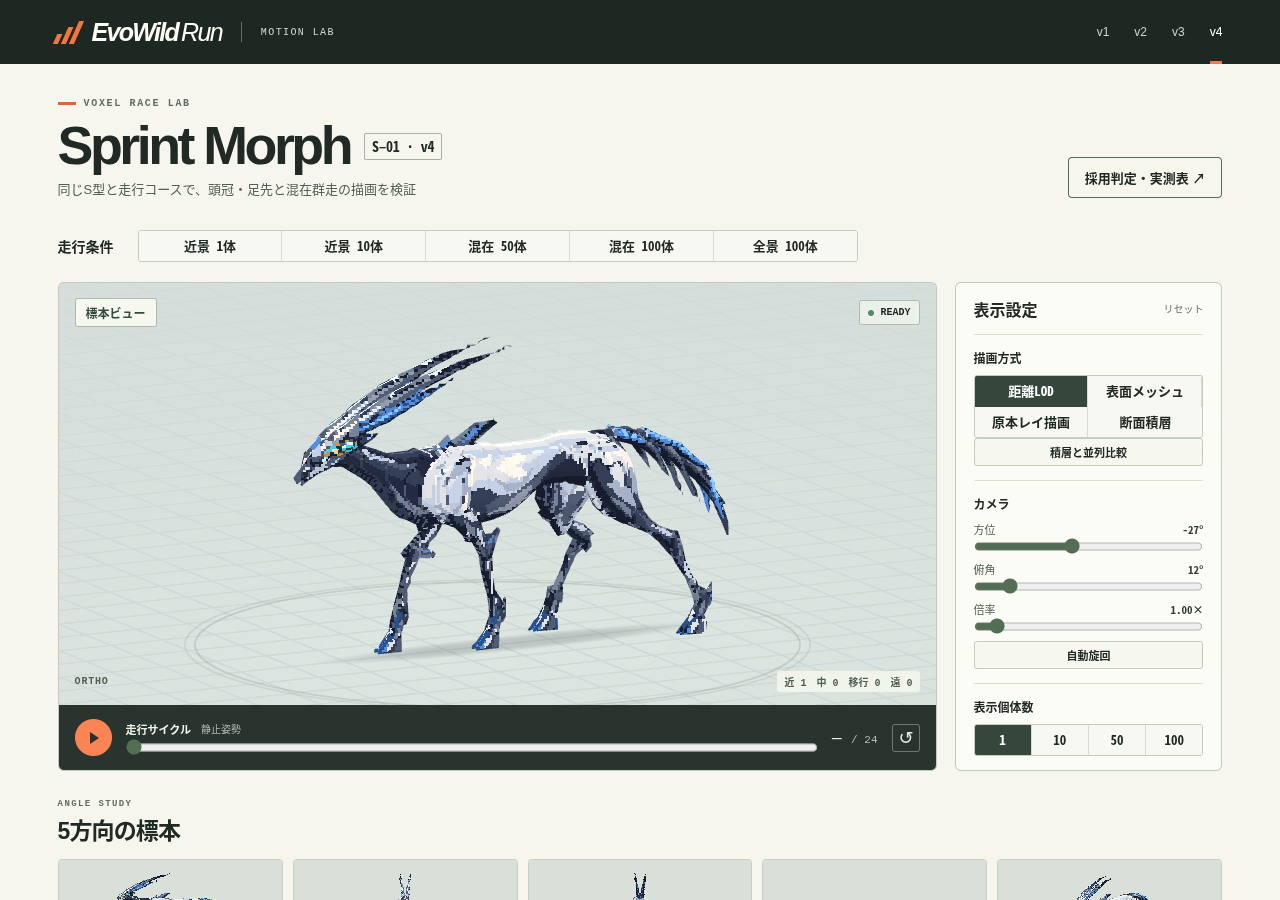 EvoWild Run
MOTION LAB
v1
v2
v3
v4
VOXEL RACE LAB
Sprint Morph
S—01 · v4
同じS型と走行コースで、頭冠・足先と混在群走の描画を検証
採用判定・実測表 ↗
走行条件
近景 1体
近景 10体
混在 50体
混在 100体
全景 100体
標本ビュー
READY
ORTHO
近 1 中 0 移行 0 遠 0
走行サイクル 静止姿勢
— / 24
↺
表示設定
リセット
描画方式
距離LOD
表面メッシュ
原本レイ描画
断面積層
積層と並列比較
カメラ
方位 -27°
俯角 12°
倍率 1.00×
自動旋回
表示個体数
1
10
50
100
ANGLE STUDY
5方向の標本